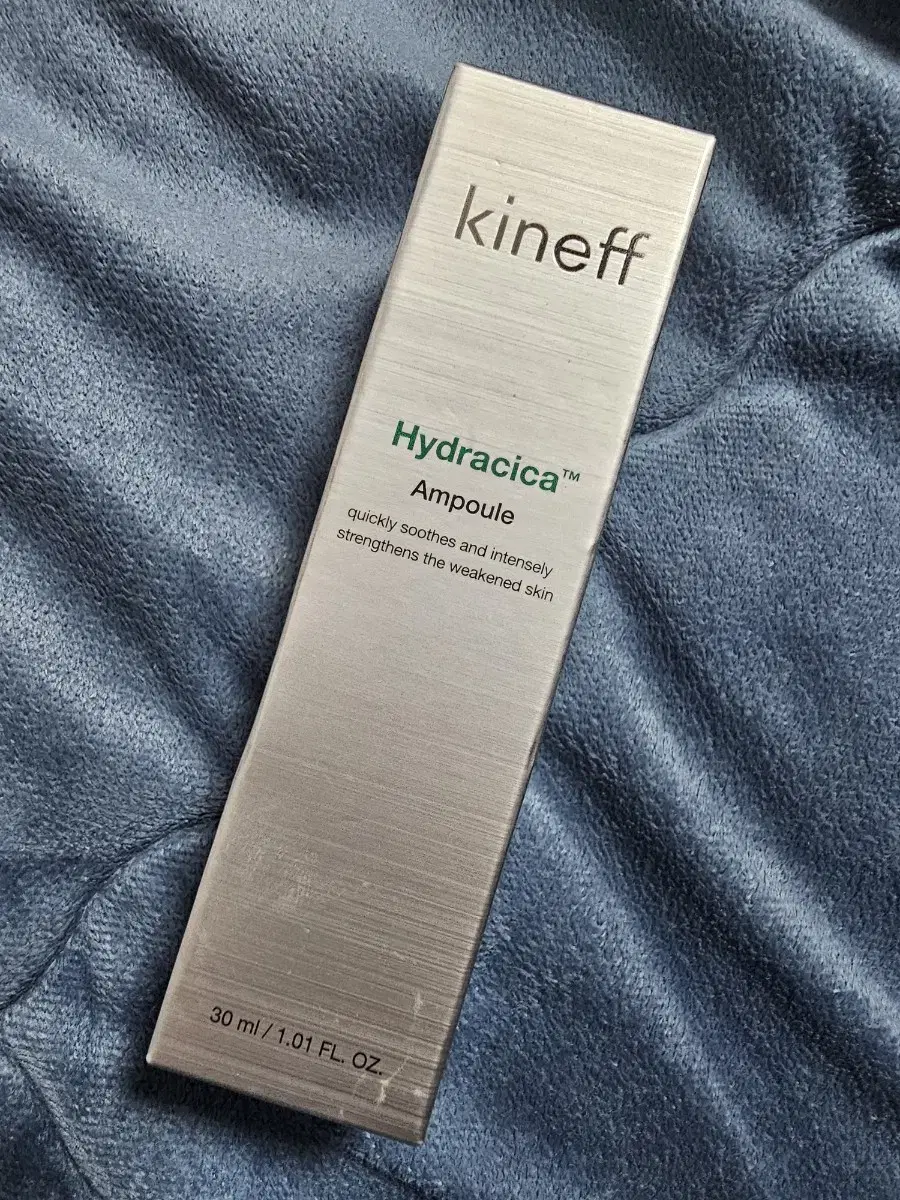 kineff
Hydracica™
Ampoule
quickly soothes and intensely
strengthens the weakened skin
30 ml / 1.01 FL. OZ.